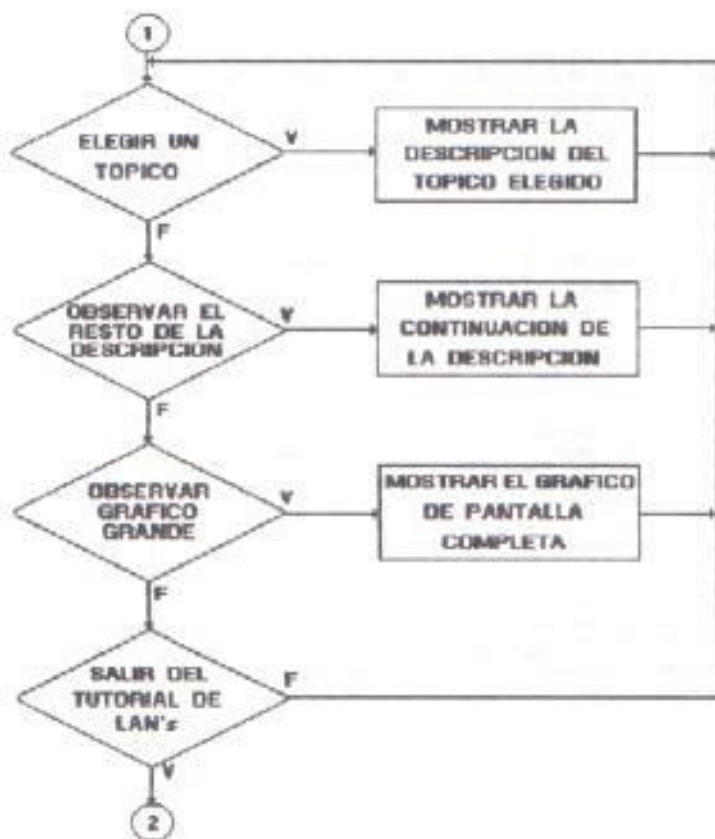 1
ELEGIR UN
TOPICO
V
MOSTRAR LA
DESCRIPCION DEL
TOPICO ELEGIDO
F
OBSERVAR EL
RESTO DE LA
DESCRIPCION
V
MOSTRAR LA
CONTINUACION DE
LA DESCRIPCION
F
OBSERVAR
GRAFICO
GRANDE
V
MOSTRAR EL GRAFICO
DE PANTALLA
COMPLETA
F
SALIR DEL
TUTORIAL DE
LAN's
F
V
2